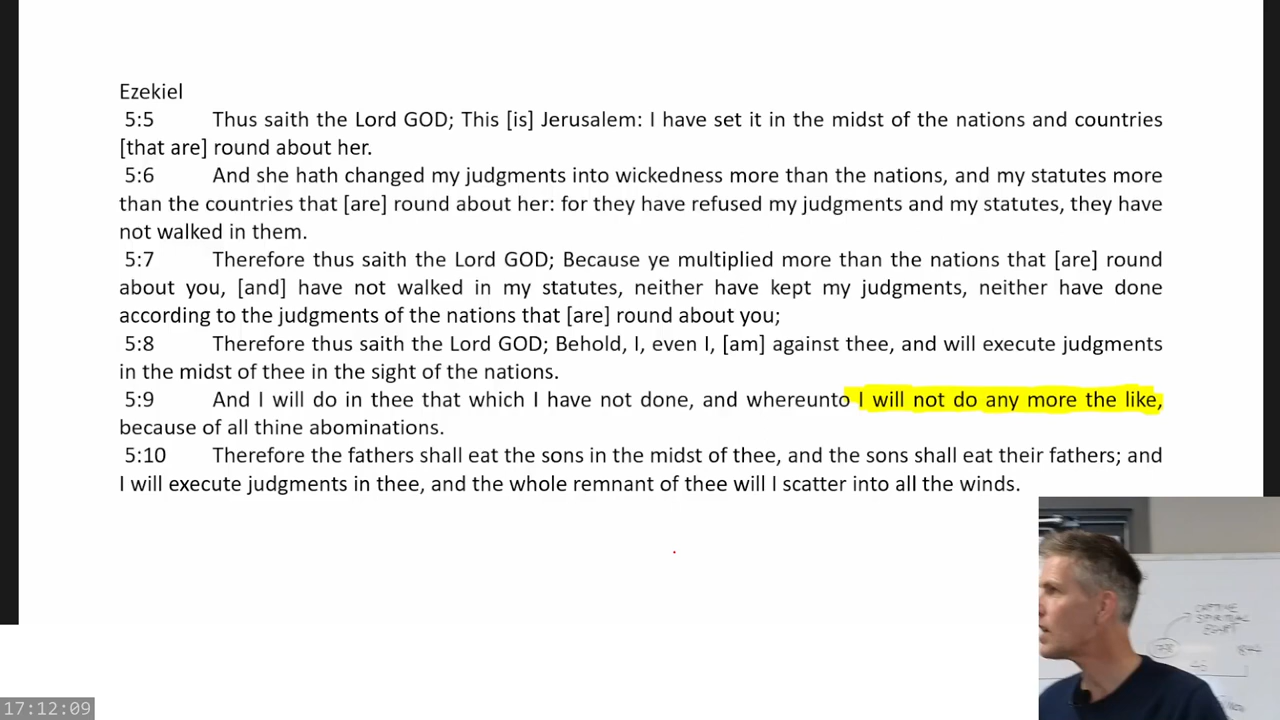 Ezekiel
5:5 Thus saith the Lord GOD; This [is] Jerusalem: I have set it in the midst of the nations and countries
[that are] round about her.
5:6 And she hath changed my judgments into wickedness more than the nations, and my statutes more
than the countries that [are] round about her: for they have refused my judgments and my statutes, they have
not walked in them.
5:7 Therefore thus saith the Lord GOD; Because ye multiplied more than the nations that [are] round
about you, [and] have not walked in my statutes, neither have kept my judgments, neither have done
according to the judgments of the nations that [are] round about you;
5:8 Therefore thus saith the Lord GOD; Behold, I, even I, [am] against thee, and will execute judgments
in the midst of thee in the sight of the nations.
5:9 And I will do in thee that which I have not done, and whereunto I will not do any more the like,
because of all thine abominations.
5:10 Therefore the fathers shall eat the sons in the midst of thee, and the sons shall eat their fathers; and
I will execute judgments in thee, and the whole remnant of thee will I scatter into all the winds.
SPIRITUAL
17:12:09